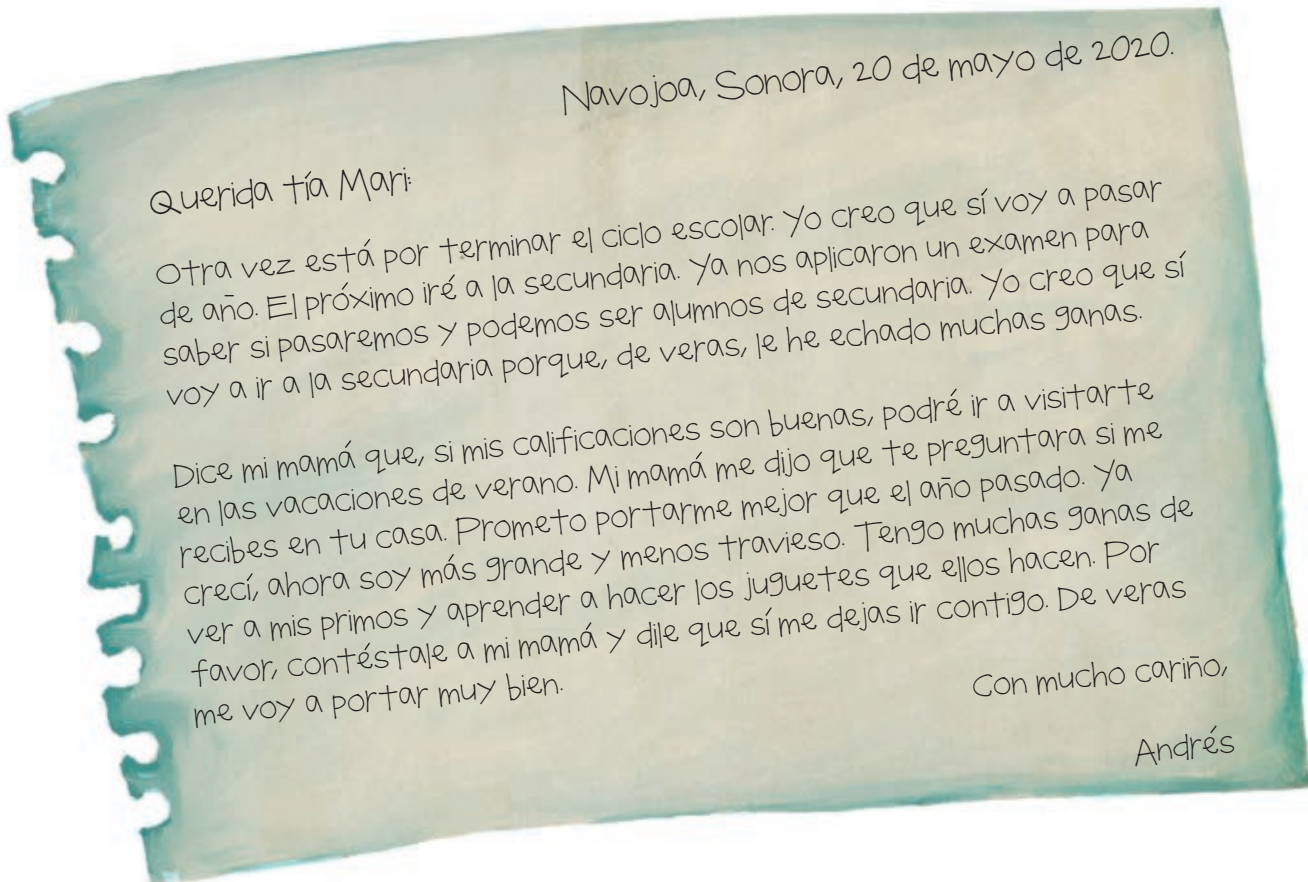 Navojoa, Sonora, 20 de mayo de 2020.
Querida tía Mari:
Otra vez está por terminar el ciclo escolar. Yo creo que sí voy a pasar
de año. El próximo iré a la secundaria. Ya nos aplicaron un examen para
saber si pasaremos y podemos ser alumnos de secundaria. Yo creo que sí
voy a ir a la secundaria porque, de veras, le he echado muchas ganas.
Dice mi mamá que, si mis calificaciones son buenas, podré ir a visitarte
en las vacaciones de verano. Mi mamá me dijo que te preguntara si me
recibes en tu casa. Prometo portarme mejor que el año pasado. Ya
crecí, ahora soy más grande y menos travieso. Tengo muchas ganas de
ver a mis primos y aprender a hacer los juguetes que ellos hacen. Por
favor, contéstale a mi mamá y dile que sí me dejas ir contigo. De veras
me voy a portar muy bien.
Con mucho cariño,
Andrés